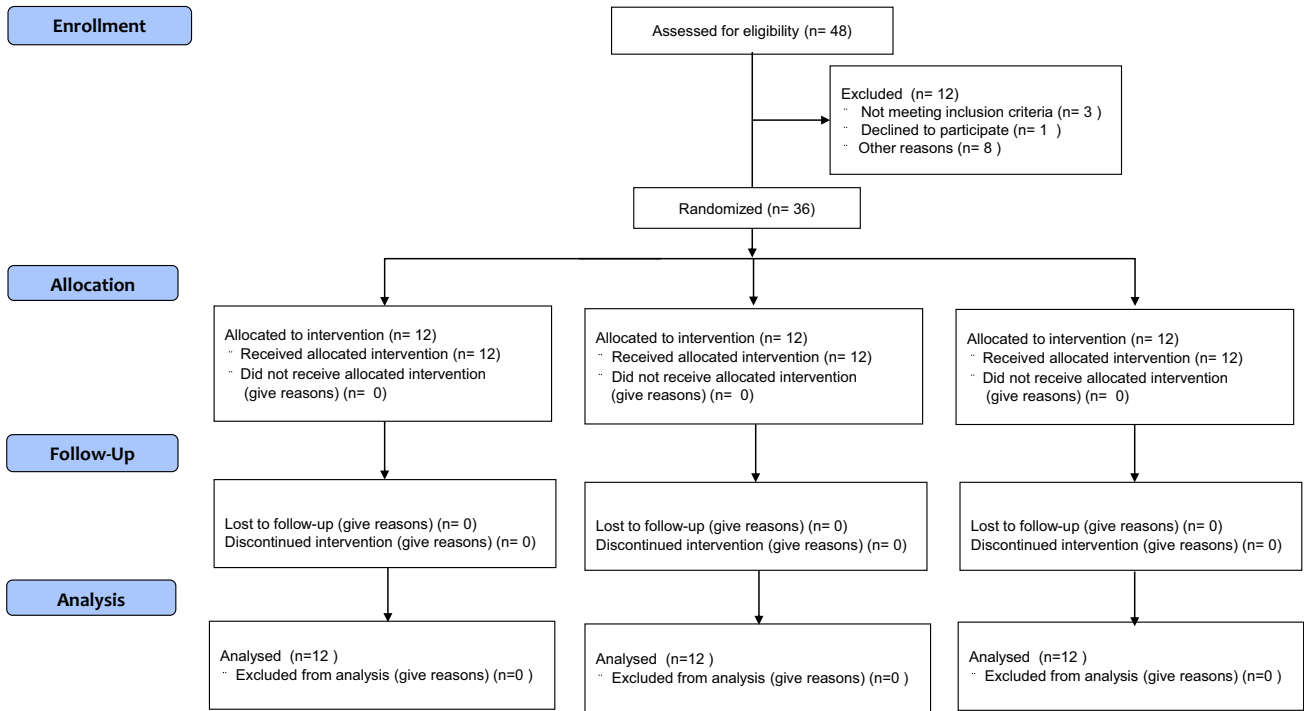 Enrollment
Assessed for eligibility (n= 48)
Excluded (n= 12)
¨ Not meeting inclusion criteria (n= 3 )
¨ Declined to participate (n= 1 )
¨ Other reasons (n= 8 )
Randomized (n= 36)
Allocation
Allocated to intervention (n= 12)
¨ Received allocated intervention (n= 12)
¨ Did not receive allocated intervention
(give reasons) (n= 0)
Allocated to intervention (n= 12)
¨ Received allocated intervention (n= 12)
¨ Did not receive allocated intervention
(give reasons) (n= 0)
Allocated to intervention (n= 12)
¨ Received allocated intervention (n= 12)
¨ Did not receive allocated intervention
(give reasons) (n= 0)
Follow-Up
Lost to follow-up (give reasons) (n= 0)
Discontinued intervention (give reasons) (n= 0)
Lost to follow-up (give reasons) (n= 0)
Discontinued intervention (give reasons) (n= 0)
Lost to follow-up (give reasons) (n= 0)
Discontinued intervention (give reasons) (n= 0)
Analysis
Analysed (n=12 )
¨ Excluded from analysis (give reasons) (n=0 )
Analysed (n=12 )
¨ Excluded from analysis (give reasons) (n=0 )
Analysed (n=12 )
¨ Excluded from analysis (give reasons) (n=0 )